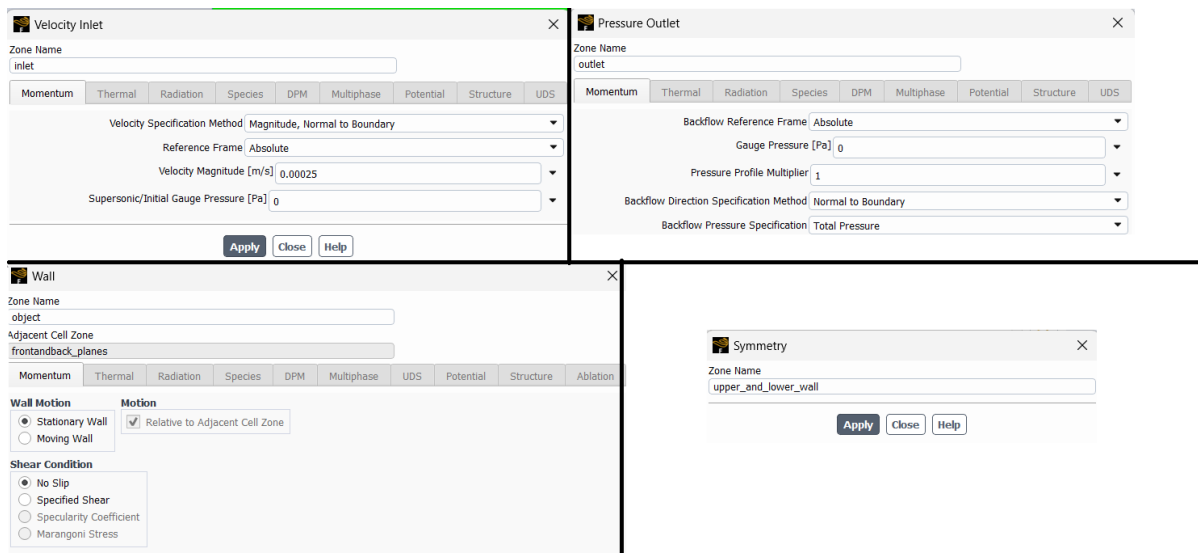 Velocity Inlet
Zone Name
inlet
Momentum Thermal Radiation Species DPM Multiphase Potential Structure UDS
Velocity Specification Method Magnitude, Normal to Boundary
Reference Frame Absolute
Velocity Magnitude [m/s] 0.00025
Supersonic/Initial Gauge Pressure [Pa] 0
Apply Close Help
Pressure Outlet
Zone Name
outlet
Momentum Thermal Radiation Species DPM Multiphase Potential Structure UDS
Backflow Reference Frame Absolute
Gauge Pressure [Pa] 0
Pressure Profile Multiplier 1
Backflow Direction Specification Method Normal to Boundary
Backflow Pressure Specification Total Pressure
Wall
Zone Name
object
Adjacent Cell Zone
frontandback_planes
Momentum Thermal Radiation Species DPM Multiphase UDS Potential Structure Ablation
Wall Motion Motion
Stationary Wall Relative to Adjacent Cell Zone
Moving Wall
Shear Condition
No Slip
Specified Shear
Specularity Coefficient
Marangoni Stress
Symmetry
Zone Name
upper_and_lower_wall
Apply Close Help